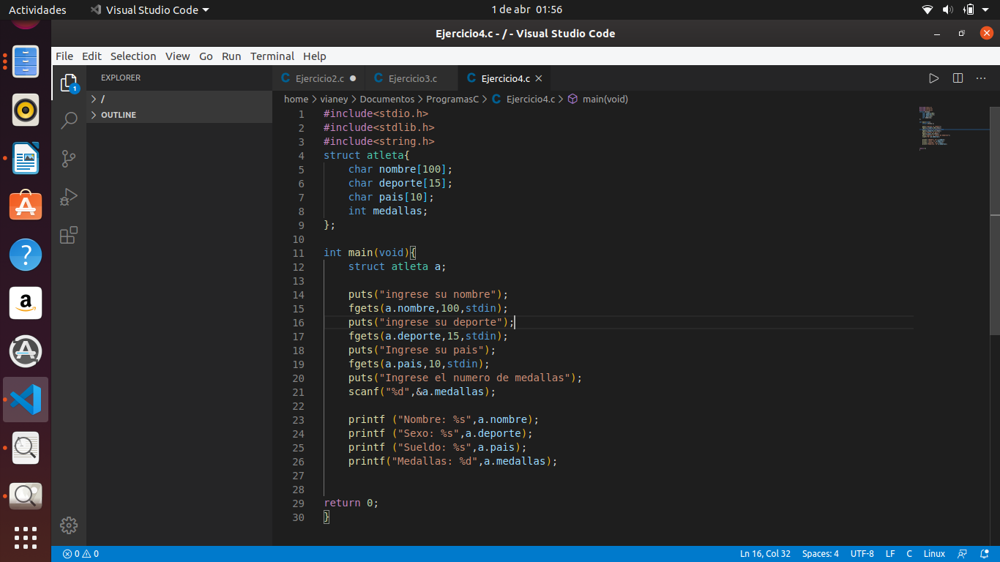 Actividades
Visual Studio Code
1 de abr 01:56
Ejercicio4.c - / - Visual Studio Code
File Edit Selection View Go Run Terminal Help
EXPLORER
/
OUTLINE
1
Ejercicio2.c
Ejercicio3.c
Ejercicio4.c
home > vianey > Documentos > ProgramasC > Ejercicio4.c > main(void)
1 #include<stdio.h>
2 #include<stdlib.h>
3 #include<string.h>
4 struct atleta{
5 char nombre[100];
6 char deporte[15];
7 char pais[10];
8 int medallas;
9 };
10
11 int main(void){
12 struct atleta a;
13
14 puts("ingrese su nombre");
15 fgets(a.nombre,100,stdin);
16 puts("ingrese su deporte");
17 fgets(a.deporte,15,stdin);
18 puts("Ingrese su pais");
19 fgets(a.pais,10,stdin);
20 puts("Ingrese el numero de medallas");
21 scanf("%d",&a.medallas);
22
23 printf ("Nombre: %s",a.nombre);
24 printf ("Sexo: %s",a.deporte);
25 printf ("Sueldo: %s",a.pais);
26 printf("Medallas: %d",a.medallas);
27
28
29 return 0;
30 }
0 0
Ln 16, Col 32
Spaces: 4
UTF-8
LF
C
Linux